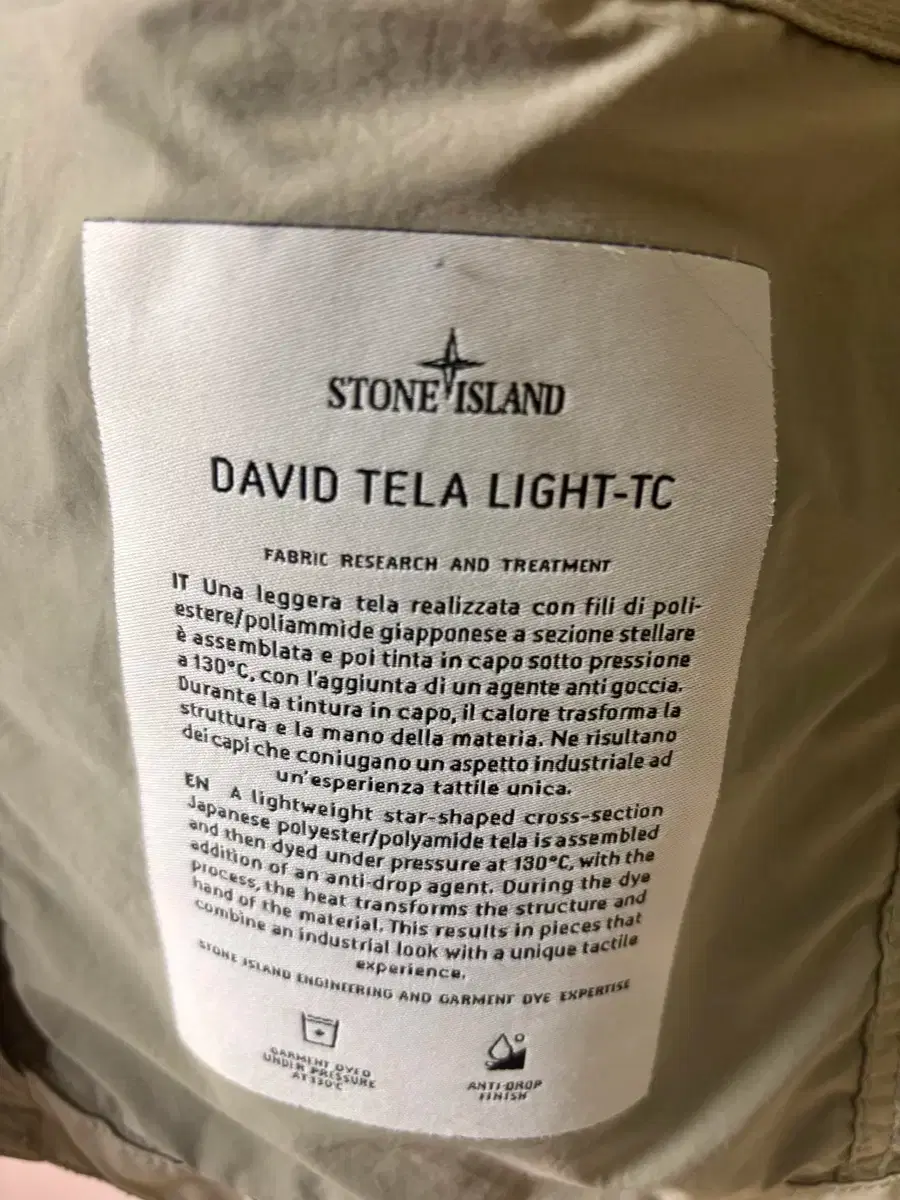 STONE ISLAND
DAVID TELA LIGHT-TC
FABRIC RESEARCH AND TREATMENT
IT Una leggera tela realizzata con fili di poli-
estere/poliammide giapponese a sezione stellare
è assemblata e poi tinta in capo sotto pressione
a 130°C, con l'aggiunta di un agente anti goccia.
Durante la tintura in capo, il calore trasforma la
struttura e la mano della materia. Ne risultano
dei capi che coniugano un aspetto industriale ad
un'esperienza tattile unica.
EN A lightweight star-shaped cross-section
Japanese polyester/polyamide tela is assembled
and then dyed under pressure at 130°C, with the
addition of an anti-drop agent. During the dye
process, the heat transforms the structure and
hand of the material. This results in pieces that
combine an industrial look with a unique tactile
experience.
STONE ISLAND ENGINEERING AND GARMENT DYE EXPERTISE
GARMENT DYED
UNDER PRESSURE
AT 130°C
ANTI-DROP
FINISH